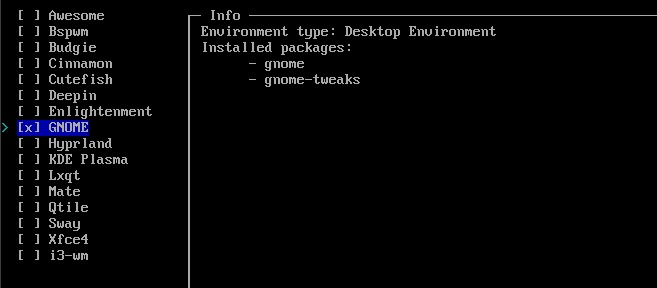 [ ] Awesome
[ ] Bspwm
[ ] Budgie
[ ] Cinnamon
[ ] Cutefish
[ ] Deepin
[ ] Enlightenment
> [x] GNOME
[ ] Hyprland
[ ] KDE Plasma
[ ] Lxqt
[ ] Mate
[ ] Qtile
[ ] Sway
[ ] Xfce4
[ ] i3-wm
Info
Environment type: Desktop Environment
Installed packages:
- gnome
- gnome-tweaks